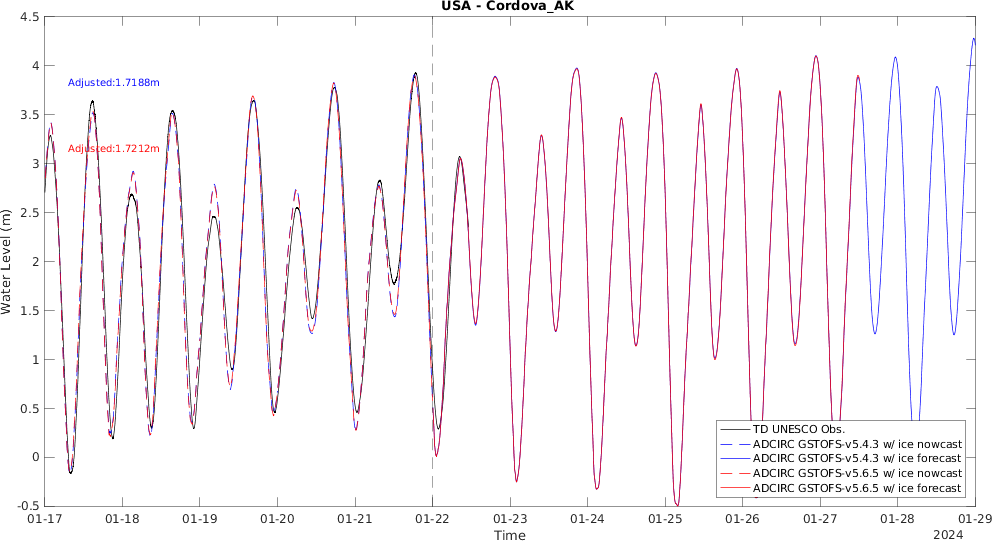 USA - Cordova_AK
4.5
4
3.5
3
2.5
2
1.5
1
0.5
0
-0.5
Water Level (m)
Adjusted:1.7188m
Adjusted:1.7212m
TD UNESCO Obs.
ADCIRC GSTOFS-v5.4.3 w/ ice nowcast
ADCIRC GSTOFS-v5.4.3 w/ ice forecast
ADCIRC GSTOFS-v5.6.5 w/ ice nowcast
ADCIRC GSTOFS-v5.6.5 w/ ice forecast
01-17 01-18 01-19 01-20 01-21 01-22 01-23 01-24 01-25 01-26 01-27 01-28 01-29
Time
2024